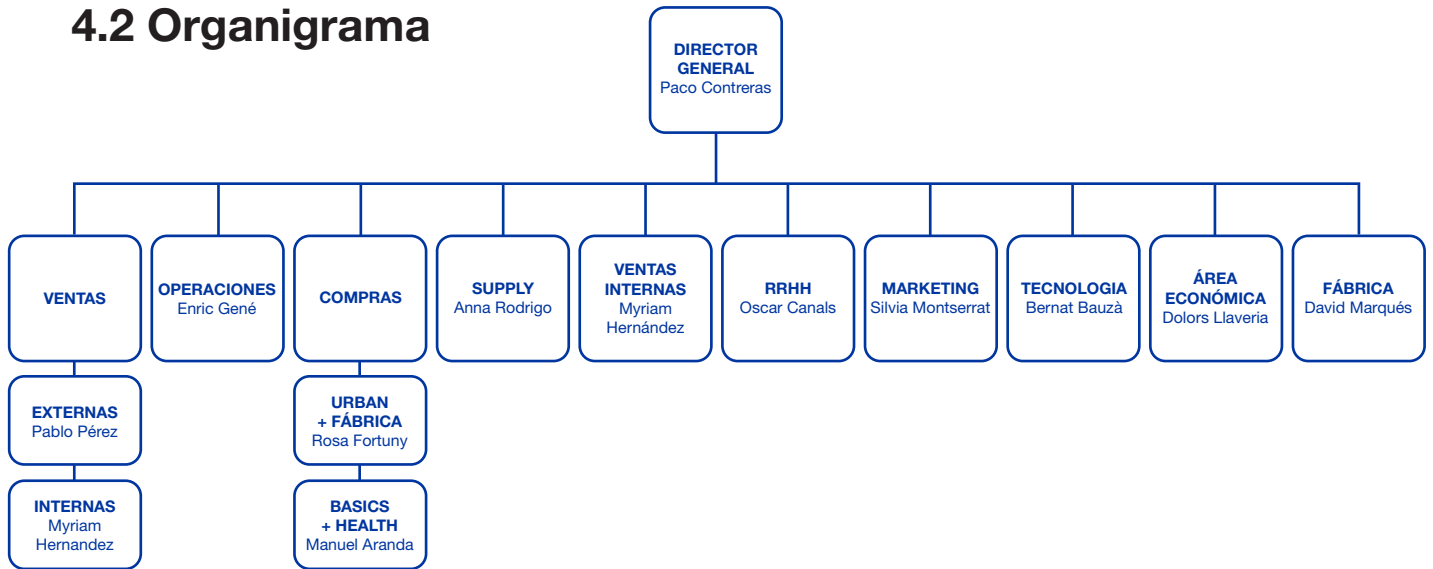 4.2 Organigrama
DIRECTOR
GENERAL
Paco Contreras
VENTAS
OPERACIONES
Enric Gené
COMPRAS
SUPPLY
Anna Rodrigo
VENTAS
INTERNAS
Myriam
Hernández
RRHH
Oscar Canals
MARKETING
Silvia Montserrat
TECNOLOGIA
Bernat Bauzà
ÁREA
ECONÓMICA
Dolors Llaveria
FÁBRICA
David Marqués
EXTERNAS
Pablo Pérez
URBAN
+ FÁBRICA
Rosa Fortuny
INTERNAS
Myriam
Hernandez
BASICS
+ HEALTH
Manuel Aranda